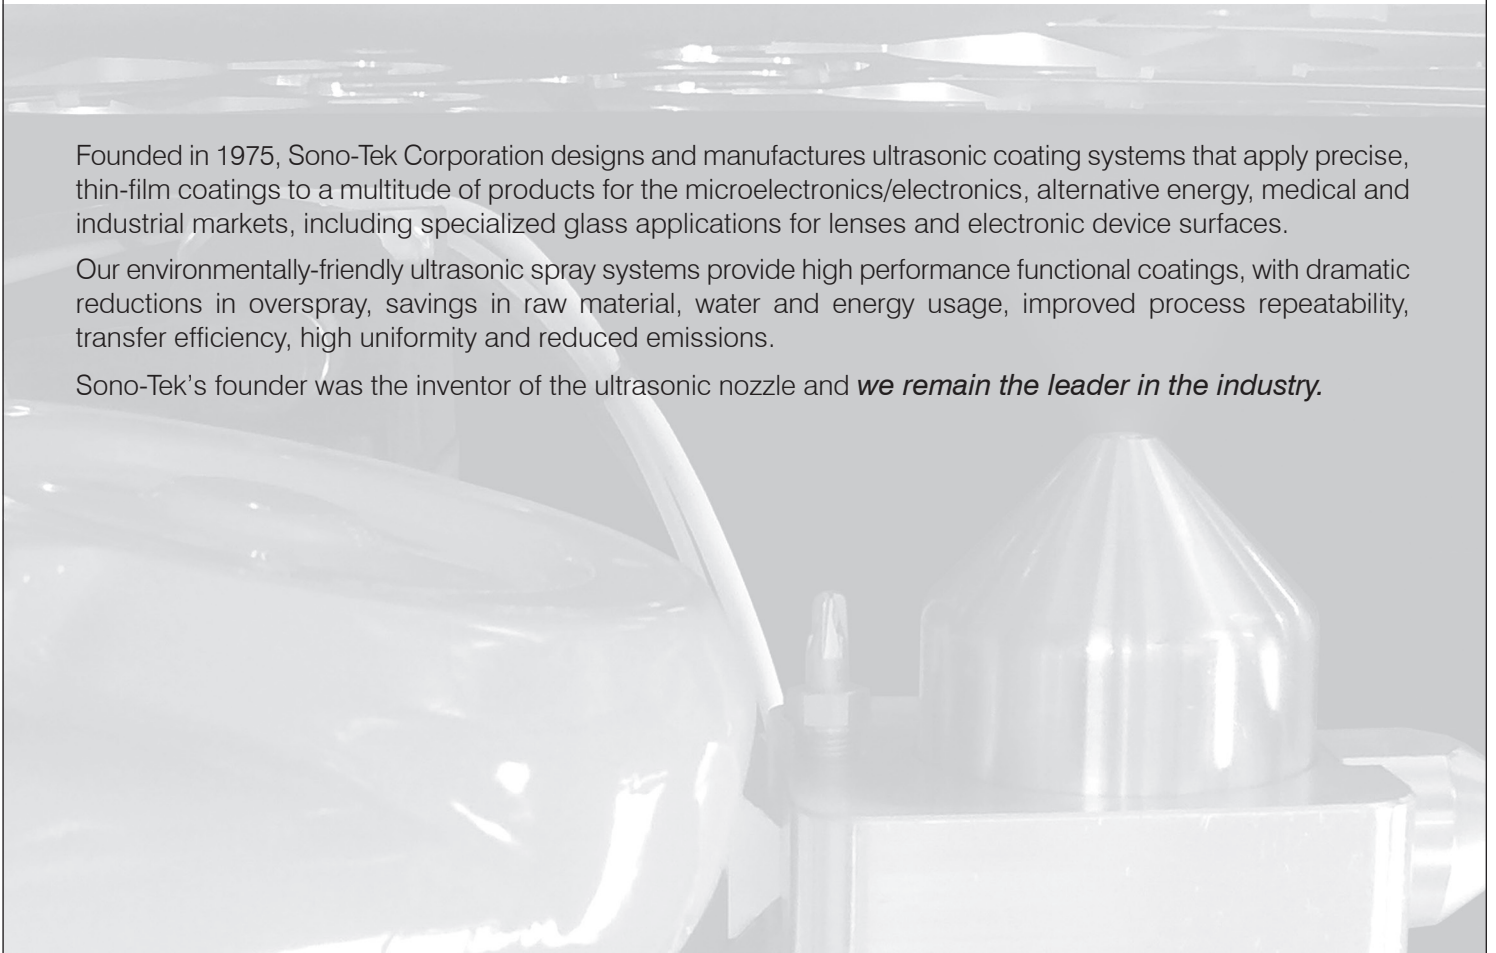 Founded in 1975, Sono-Tek Corporation designs and manufactures ultrasonic coating systems that apply precise,
thin-film coatings to a multitude of products for the microelectronics/electronics, alternative energy, medical and
industrial markets, including specialized glass applications for lenses and electronic device surfaces.
Our environmentally-friendly ultrasonic spray systems provide high performance functional coatings, with dramatic
reductions in overspray, savings in raw material, water and energy usage, improved process repeatability,
transfer efficiency, high uniformity and reduced emissions.
Sono-Tek's founder was the inventor of the ultrasonic nozzle and we remain the leader in the industry.